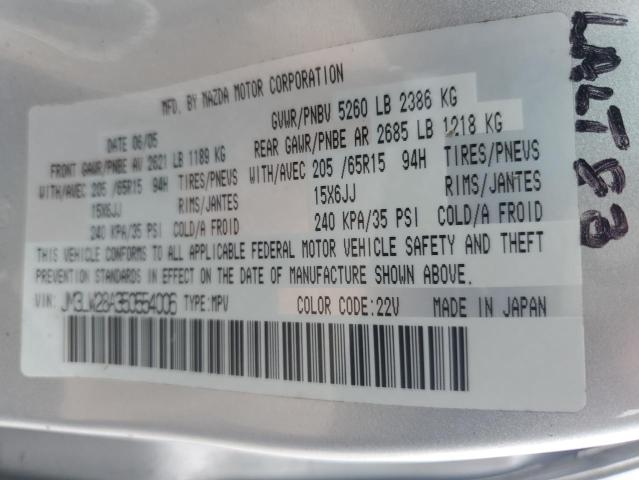 MFD. BY MAZDA MOTOR CORPORATION
DATE 06/05
GVWR/PNBV 5260 LB 2386 KG
FRONT GAWR/PNBE AV 2621 LB 1189 KG
REAR GAWR/PNBE AR 2685 LB 1218 KG
WITH/AVEC 205 /65R15 94H TIRES/PNEUS
WITH/AVEC 205 /65R15 94H TIRES/PNEUS
15X6JJ RIMS/JANTES
15X6JJ RIMS/JANTES
240 KPA/35 PSI COLD/A FROID
240 KPA/35 PSI COLD/A FROID
THIS VEHICLE CONFORMS TO ALL APPLICABLE FEDERAL MOTOR VEHICLE SAFETY AND THEFT
PREVENTION STANDARDS IN EFFECT ON THE DATE OF MANUFACTURE SHOWN ABOVE.
VIN: JM3LW28A350554006 TYPE:MPV COLOR CODE:22V MADE IN JAPAN